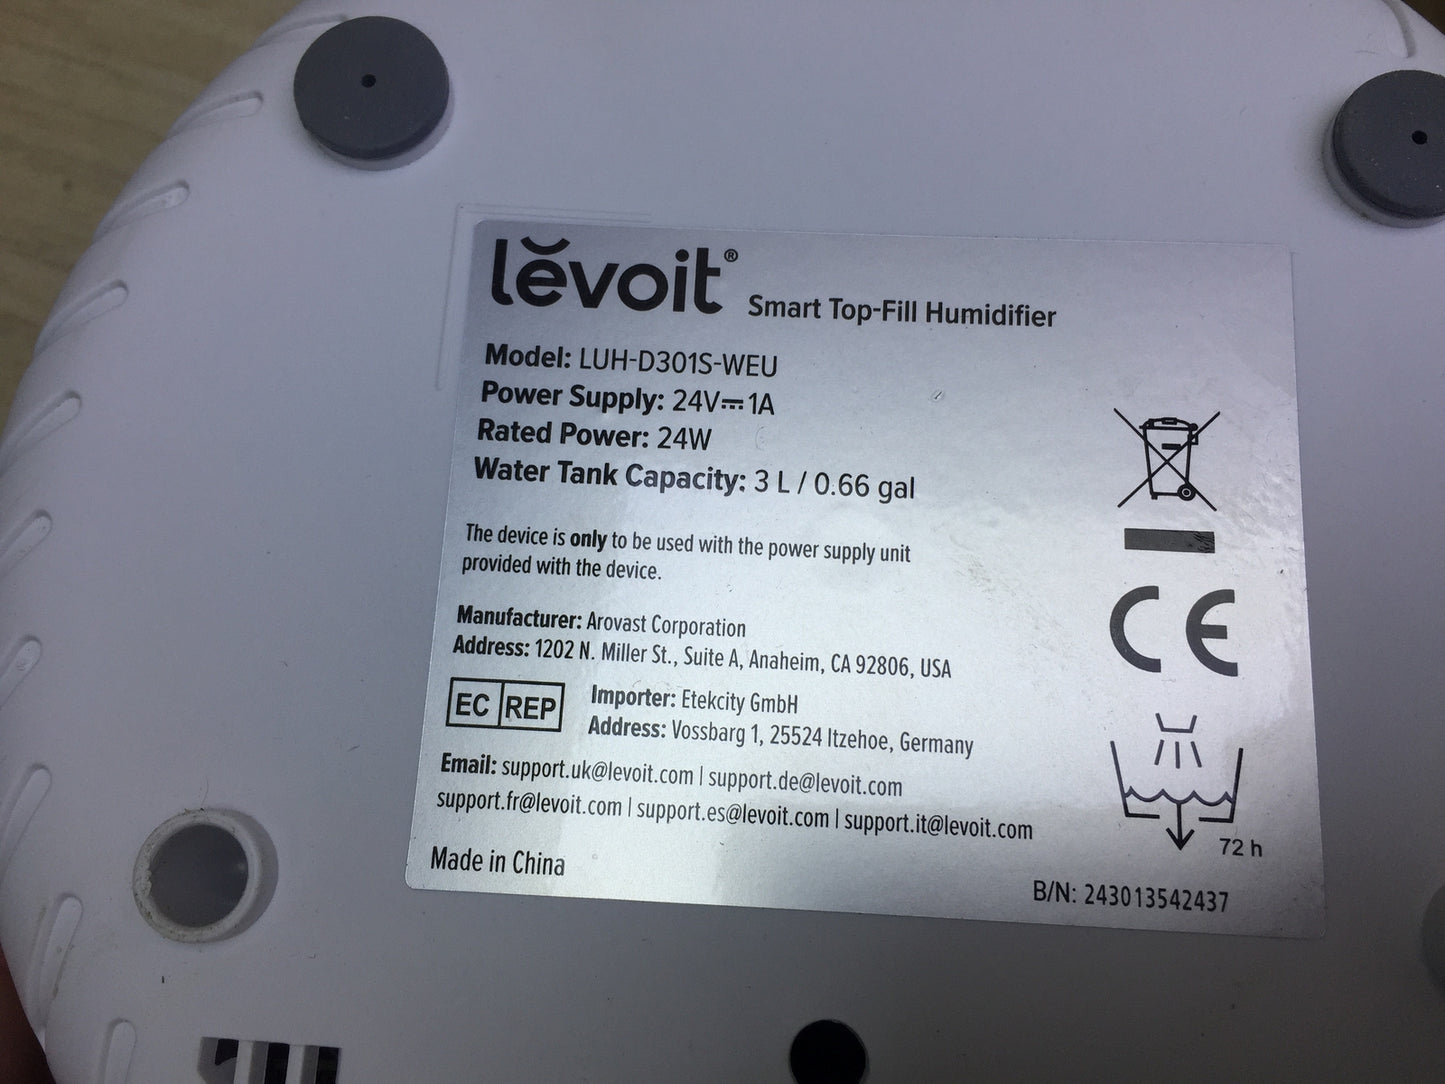 lĕvoit® Smart Top-Fill Humidifier
Model: LUH-D301S-WEU
Power Supply: 24V⎓1A
Rated Power: 24W
Water Tank Capacity: 3 L / 0.66 gal
The device is only to be used with the power supply unit
provided with the device.
Manufacturer: Arovast Corporation
Address: 1202 N. Miller St., Suite A, Anaheim, CA 92806, USA
EC REP
Importer: Etekcity GmbH
Address: Vossbarg 1, 25524 Itzehoe, Germany
Email: support.uk@levoit.com | support.de@levoit.com
support.fr@levoit.com | support.es@levoit.com | support.it@levoit.com
Made in China
CE
72 h
B/N: 243013542437